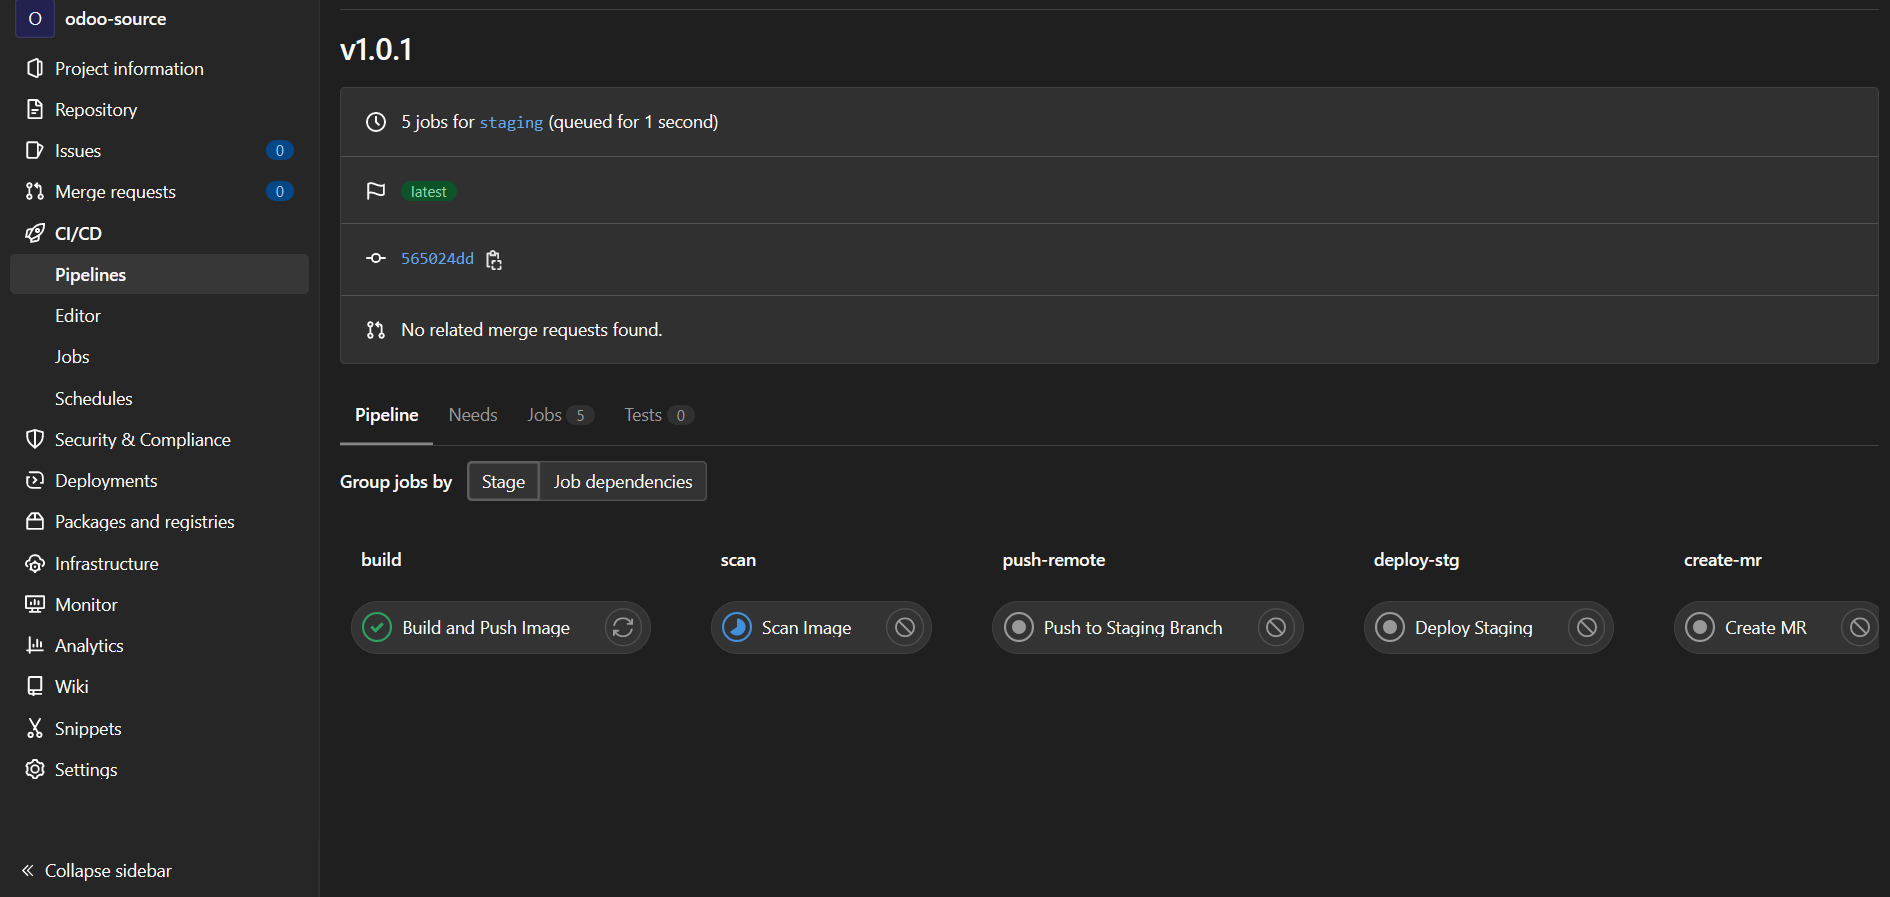 O odoo-source
Project information
Repository
Issues 0
Merge requests 0
CI/CD
Pipelines
Editor
Jobs
Schedules
Security & Compliance
Deployments
Packages and registries
Infrastructure
Monitor
Analytics
Wiki
Snippets
Settings
Collapse sidebar
v1.0.1
5 jobs for staging (queued for 1 second)
latest
565024dd
No related merge requests found.
Pipeline Needs Jobs 5 Tests 0
Group jobs by Stage Job dependencies
build scan push-remote deploy-stg create-mr
Build and Push Image Scan Image Push to Staging Branch Deploy Staging Create MR